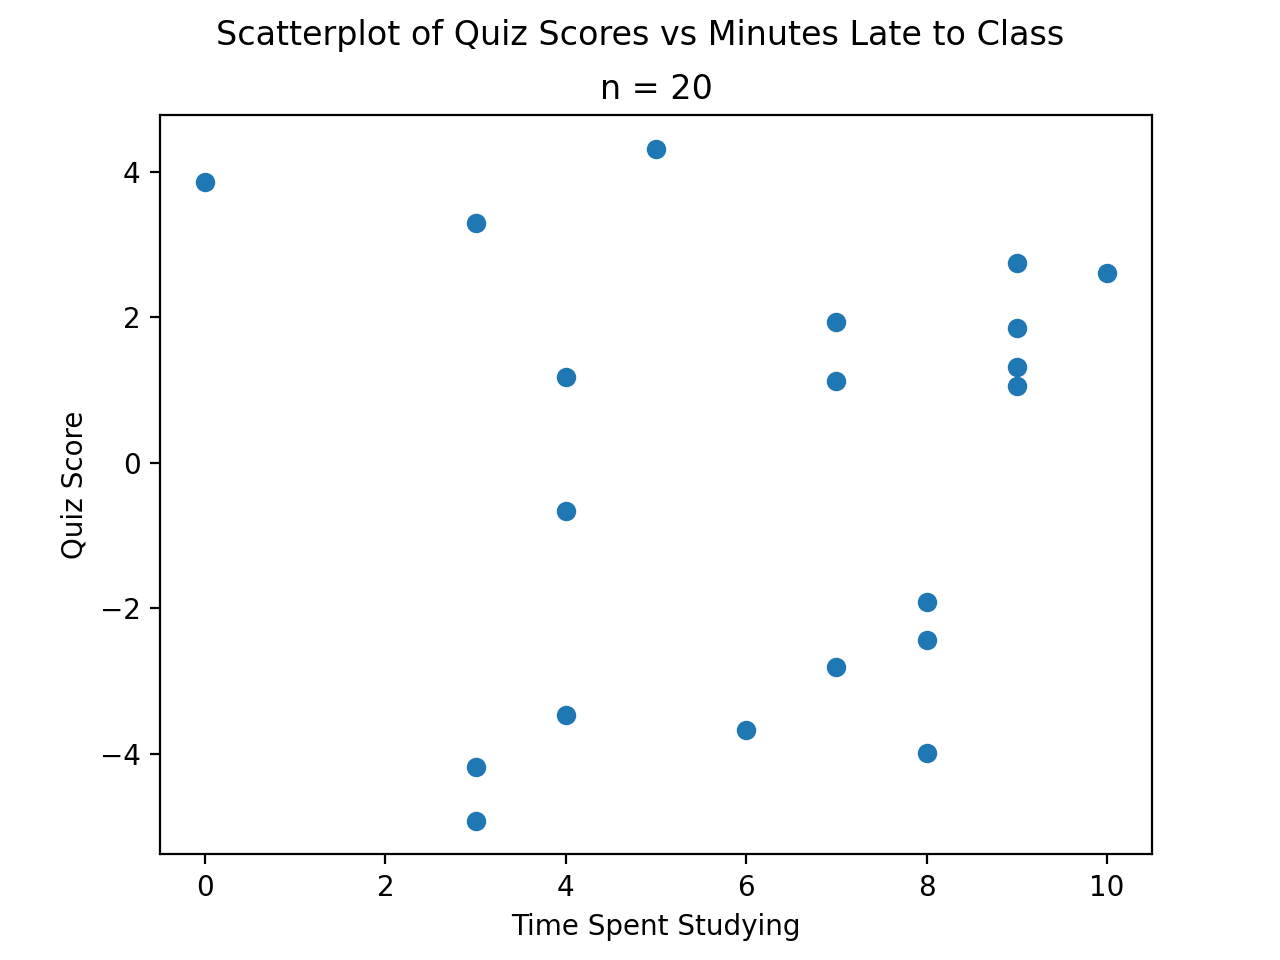 Scatterplot of Quiz Scores vs Minutes Late to Class
n = 20
4
2
0
−2
−4
Quiz Score
0 2 4 6 8 10
Time Spent Studying